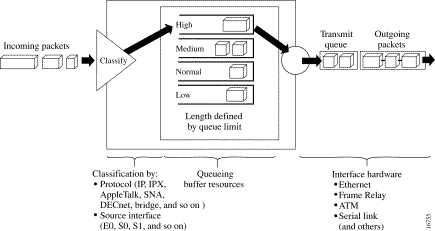 Incoming packets
Classify
High
Medium
Normal
Low
Length defined
by queue limit
Transmit
queue
Outgoing
packets
Classification by:
• Protocol (IP, IPX,
AppleTalk, SNA,
DECnet, bridge, and so on )
• Source interface
(E0, S0, S1, and so on)
Queueing
buffer resources
Interface hardware
• Ethernet
• Frame Relay
• ATM
• Serial link
(and others)
16755